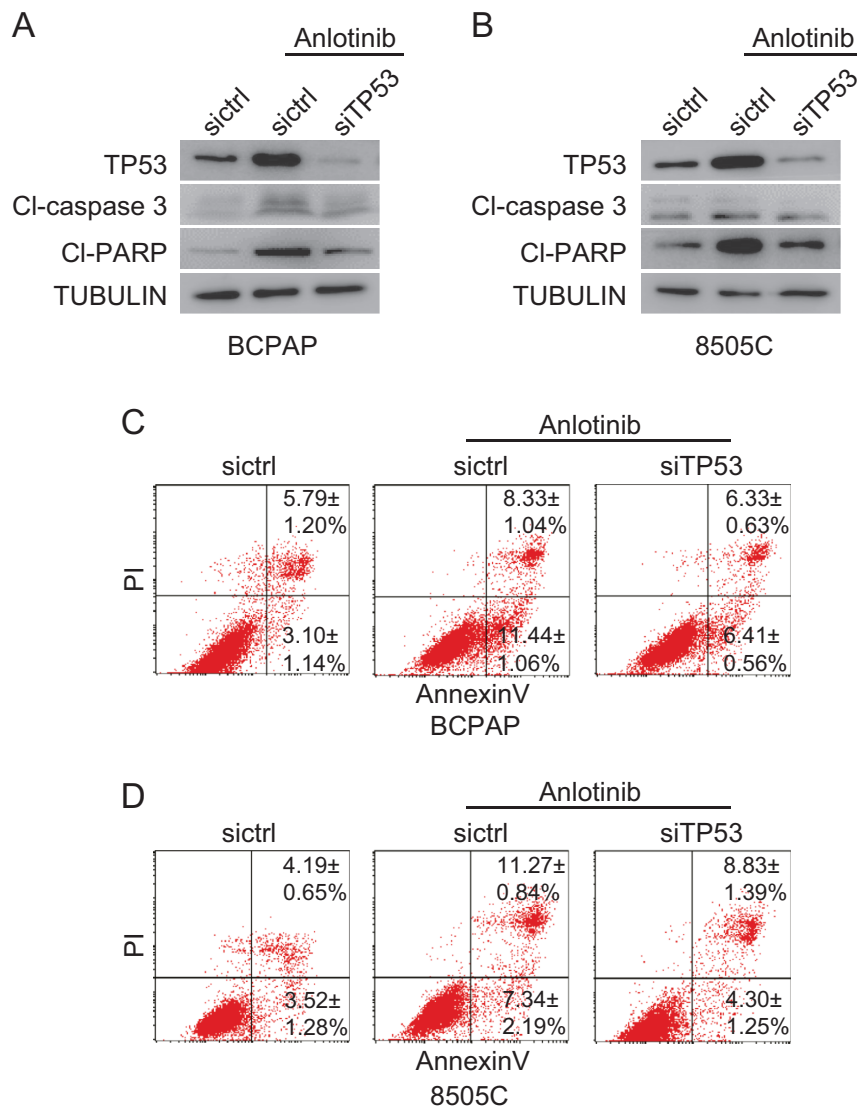 A
Anlotinib
sictrl
sictrl
siTP53
TP53
Cl-caspase 3
Cl-PARP
TUBULIN
BCPAP
B
Anlotinib
sictrl
sictrl
siTP53
TP53
Cl-caspase 3
Cl-PARP
TUBULIN
8505C
C
Anlotinib
sictrl
sictrl
siTP53
PI
5.79±
1.20%
3.10±
1.14%
8.33±
1.04%
11.44±
1.06%
6.33±
0.63%
6.41±
0.56%
AnnexinV
BCPAP
D
Anlotinib
sictrl
sictrl
siTP53
PI
4.19±
0.65%
3.52±
1.28%
11.27±
0.84%
7.34±
2.19%
8.83±
1.39%
4.30±
1.25%
AnnexinV
8505C